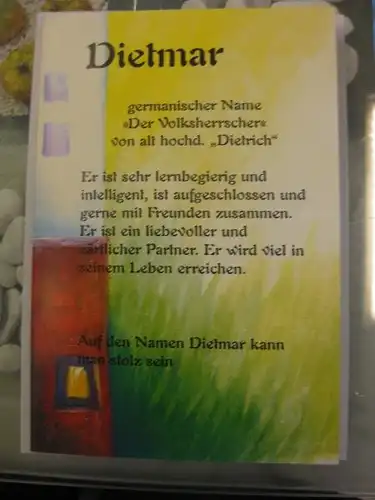 Dietmar
germanischer Name
»Der Volksherrscher«
von alt hochd. „Dietrich“
Er ist sehr lernbegierig und
intelligent, ist aufgeschlossen und
gerne mit Freunden zusammen.
Er ist ein liebevoller und
zärtlicher Partner. Er wird viel in
seinem Leben erreichen.
Auf den Namen Dietmar kann
man stolz sein